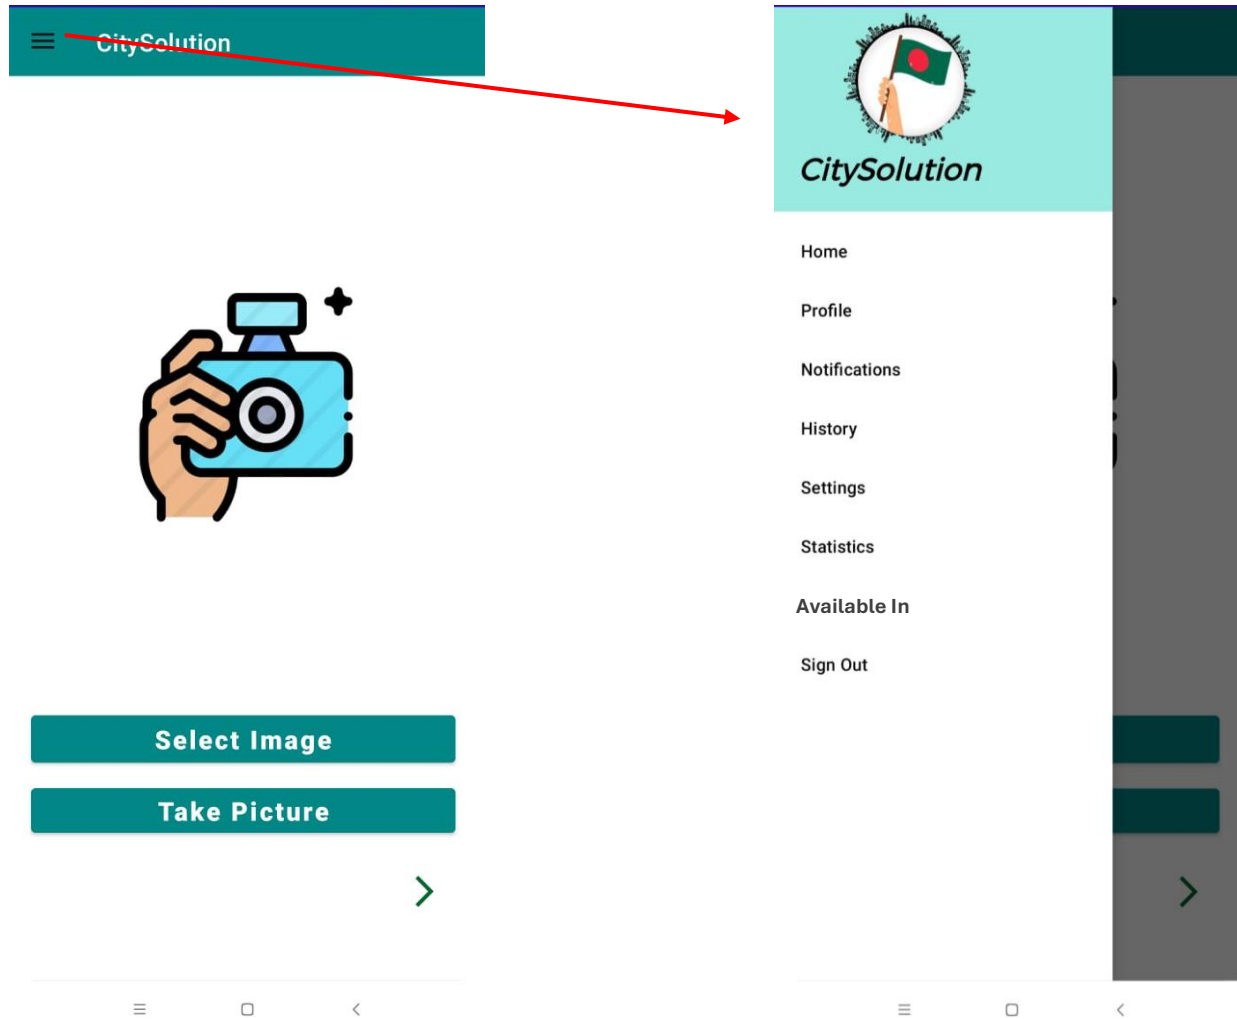 CitySolution
Select Image
Take Picture
CitySolution
Home
Profile
Notifications
History
Settings
Statistics
Available In
Sign Out